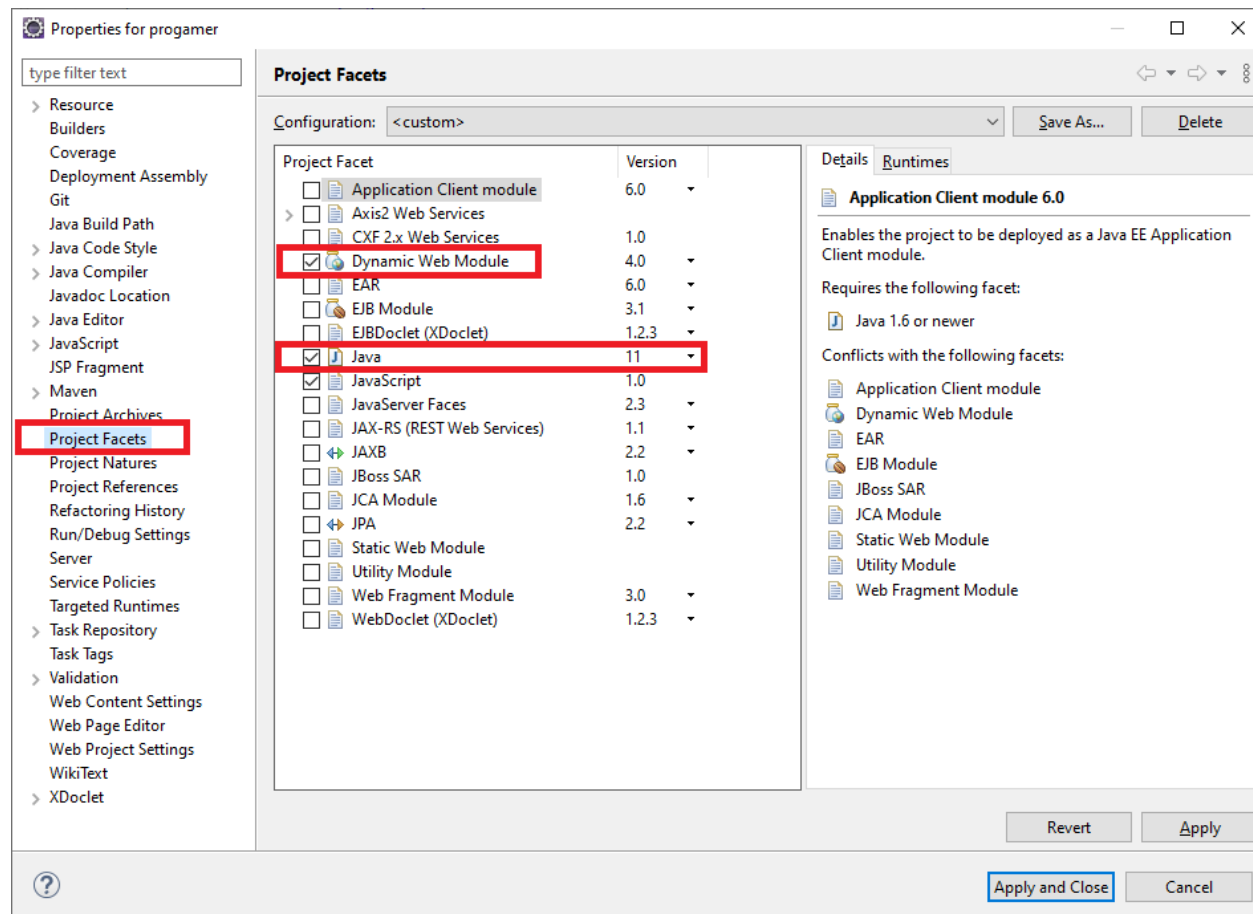 Properties for progamer
type filter text
Resource
Builders
Coverage
Deployment Assembly
Git
Java Build Path
Java Code Style
Java Compiler
Javadoc Location
Java Editor
JavaScript
JSP Fragment
Maven
Project Archives
Project Facets
Project Natures
Project References
Refactoring History
Run/Debug Settings
Server
Service Policies
Targeted Runtimes
Task Repository
Task Tags
Validation
Web Content Settings
Web Page Editor
Web Project Settings
WikiText
XDoclet
Project Facets
Configuration: <custom> Save As... Delete
Project Facet Version
Application Client module 6.0
Axis2 Web Services
CXF 2.x Web Services 1.0
Dynamic Web Module 4.0
EAR 6.0
EJB Module 3.1
EJBDoclet (XDoclet) 1.2.3
Java 11
JavaScript 1.0
JavaServer Faces 2.3
JAX-RS (REST Web Services) 1.1
JAXB 2.2
JBoss SAR 1.0
JCA Module 1.6
JPA 2.2
Static Web Module
Utility Module
Web Fragment Module 3.0
WebDoclet (XDoclet) 1.2.3
Details Runtimes
Application Client module 6.0
Enables the project to be deployed as a Java EE Application
Client module.
Requires the following facet:
Java 1.6 or newer
Conflicts with the following facets:
Application Client module
Dynamic Web Module
EAR
EJB Module
JBoss SAR
JCA Module
Static Web Module
Utility Module
Web Fragment Module
Revert Apply
? Apply and Close Cancel